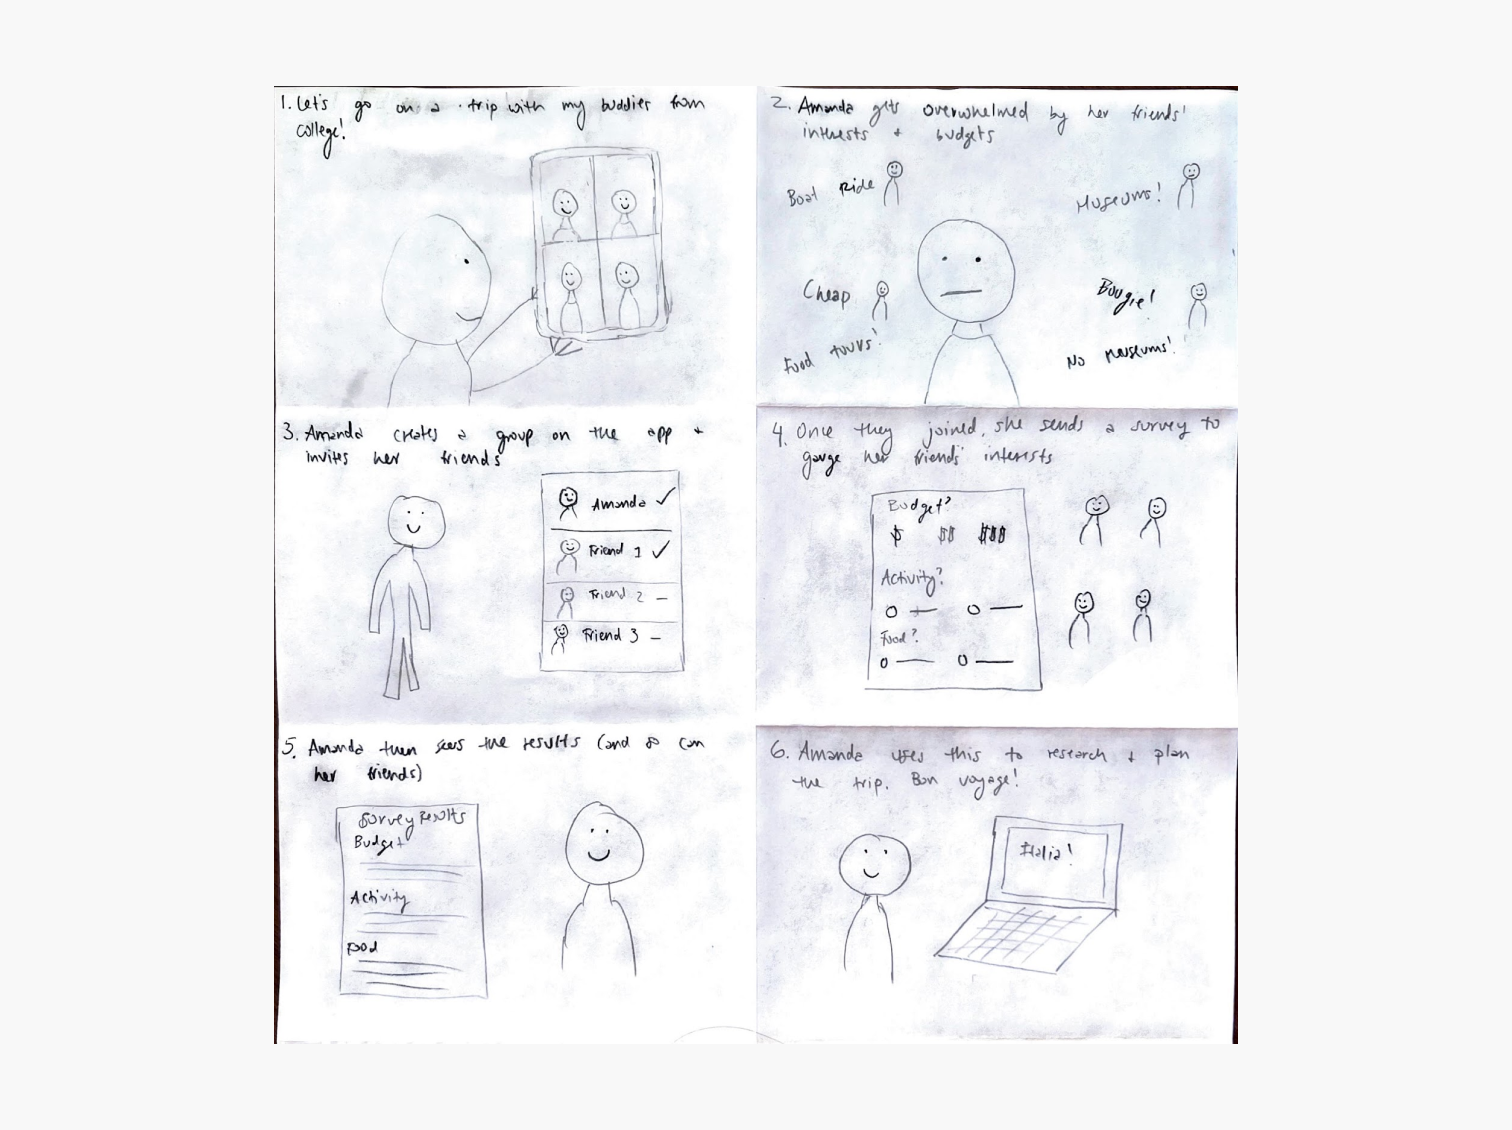 1. Let's go on a trip with my buddies from
college!
2. Amanda gets overwhelmed by her friends'
interests + budgets
Boat Ride
Museums!
Cheap
Bougie!
Food tours!
No Museums!
3. Amanda creates a group on the app +
invites her friends
Amanda ✓
Friend 1 ✓
Friend 2 –
Friend 3 –
4. Once they joined, she sends a survey to
gauge her friends' interests
Budget?
$ $$ $$$
Activity?
Food?
5. Amanda then sees the results (and so can
her friends)
Survey Results
Budget
Activity
Food
6. Amanda uses this to research + plan
the trip. Bon voyage!
Italia!